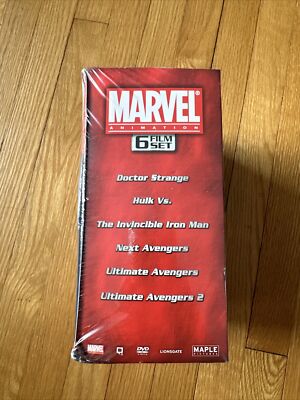 MARVEL®
ANIMATION
6 FILM
SET
Doctor Strange
Hulk Vs.
The Invincible Iron Man
Next Avengers
Ultimate Avengers
Ultimate Avengers 2
MARVEL
DVD
LIONSGATE
MAPLE
PICTURES